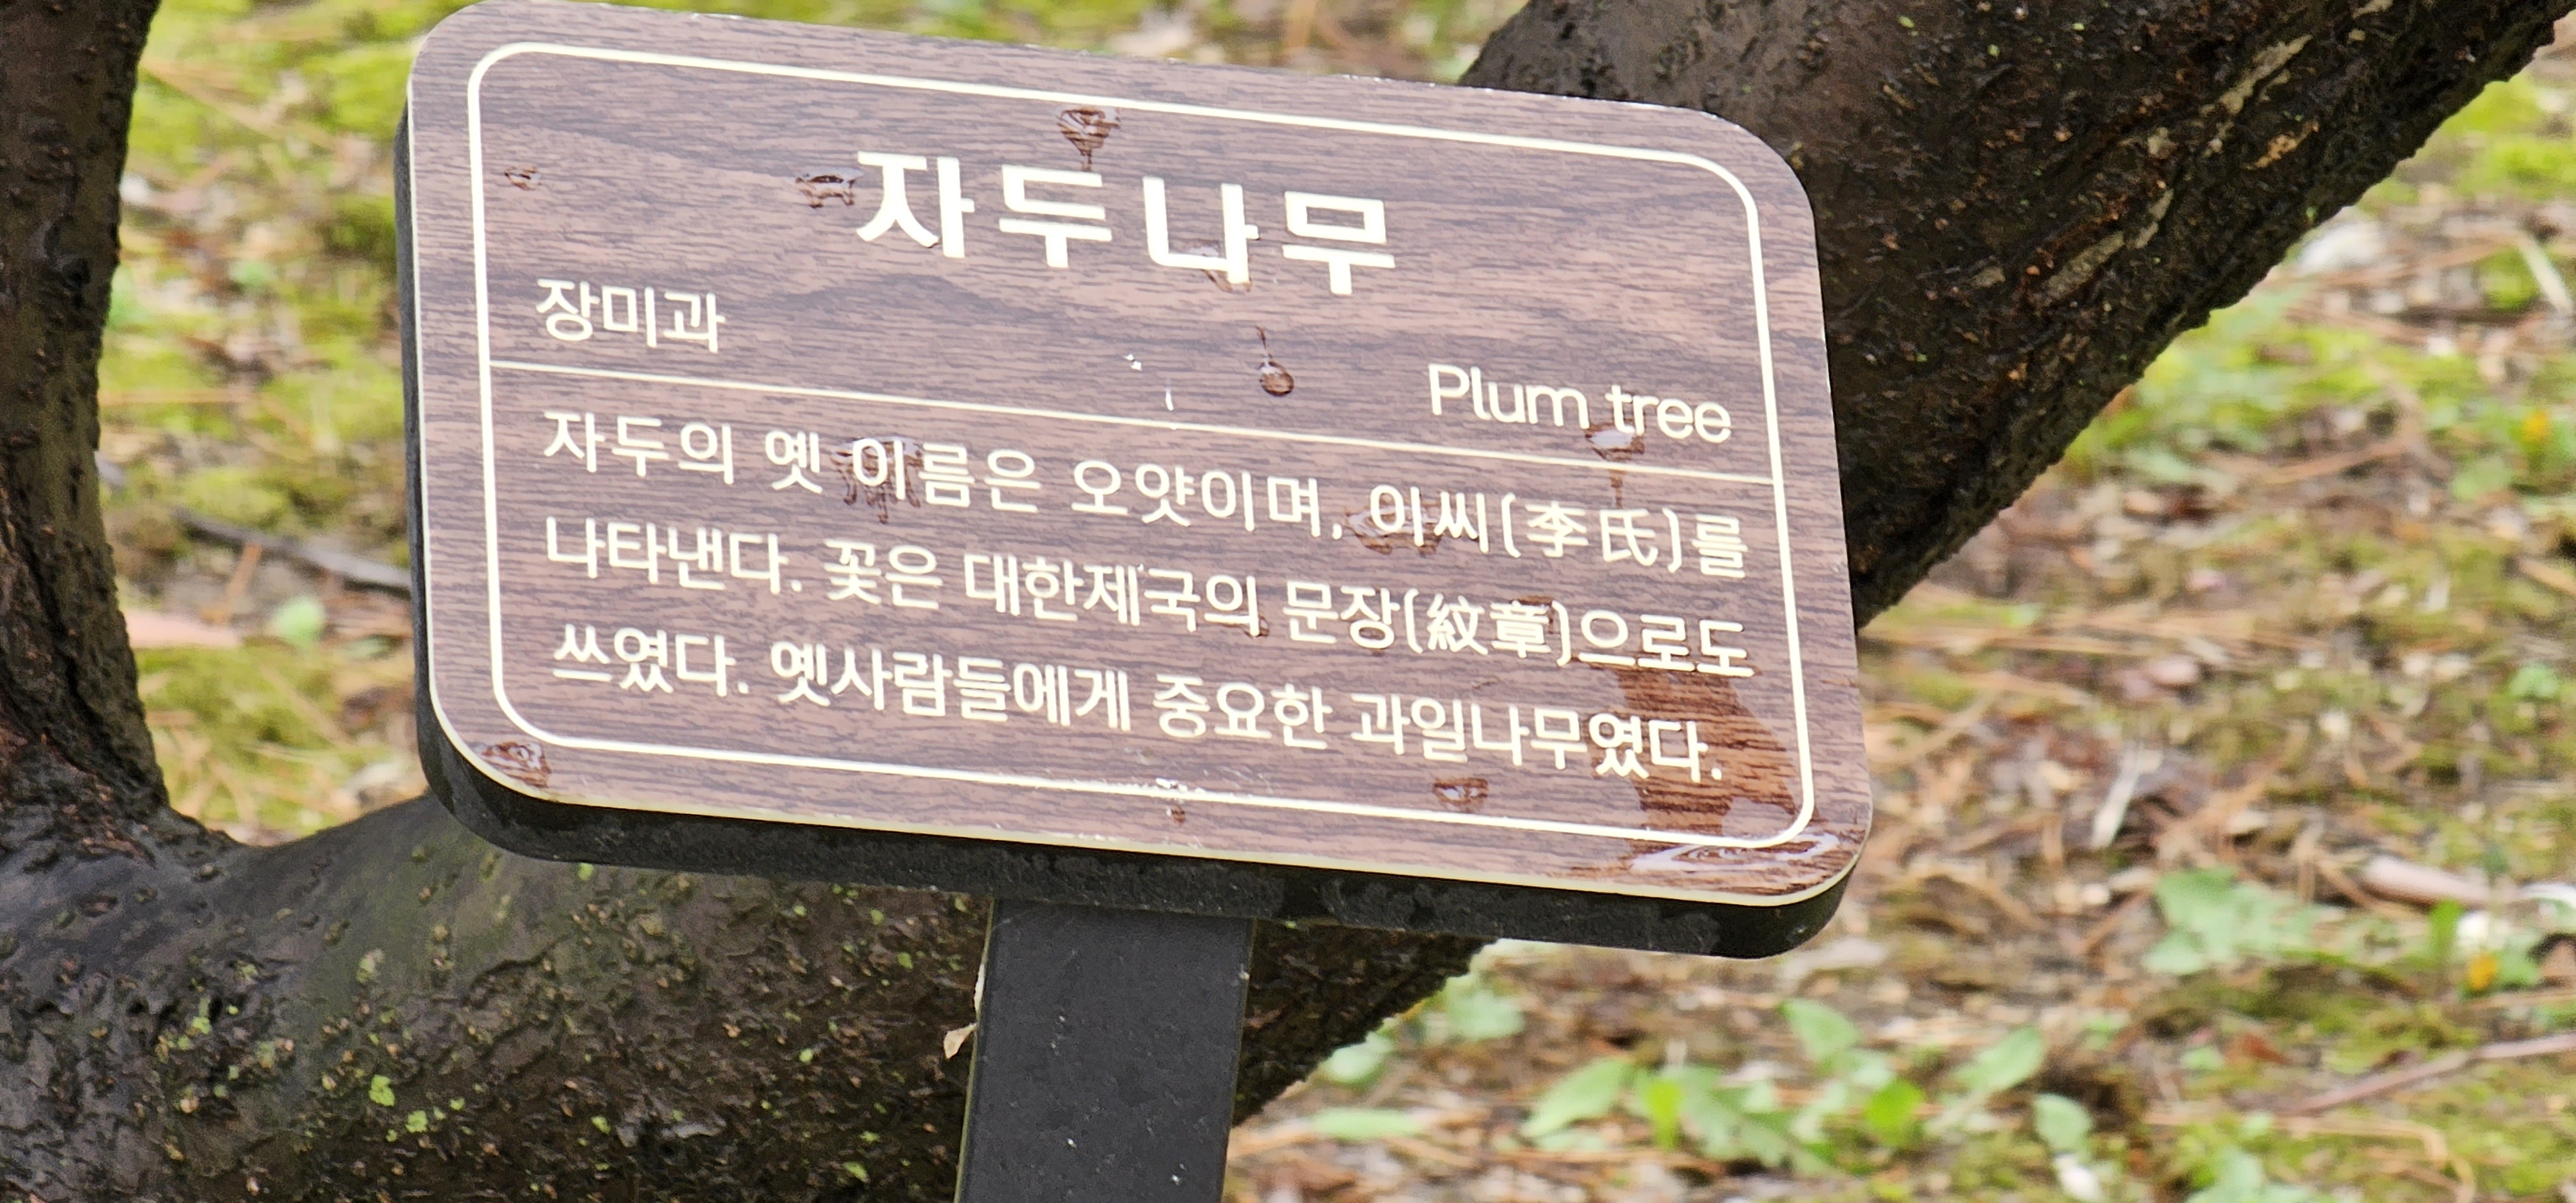 자두나무
장미과
Plum tree
자두의 옛 이름은 오얏이며, 이씨(李氏)를
나타낸다. 꽃은 대한제국의 문장(紋章)으로도
쓰였다. 옛사람들에게 중요한 과일나무였다.